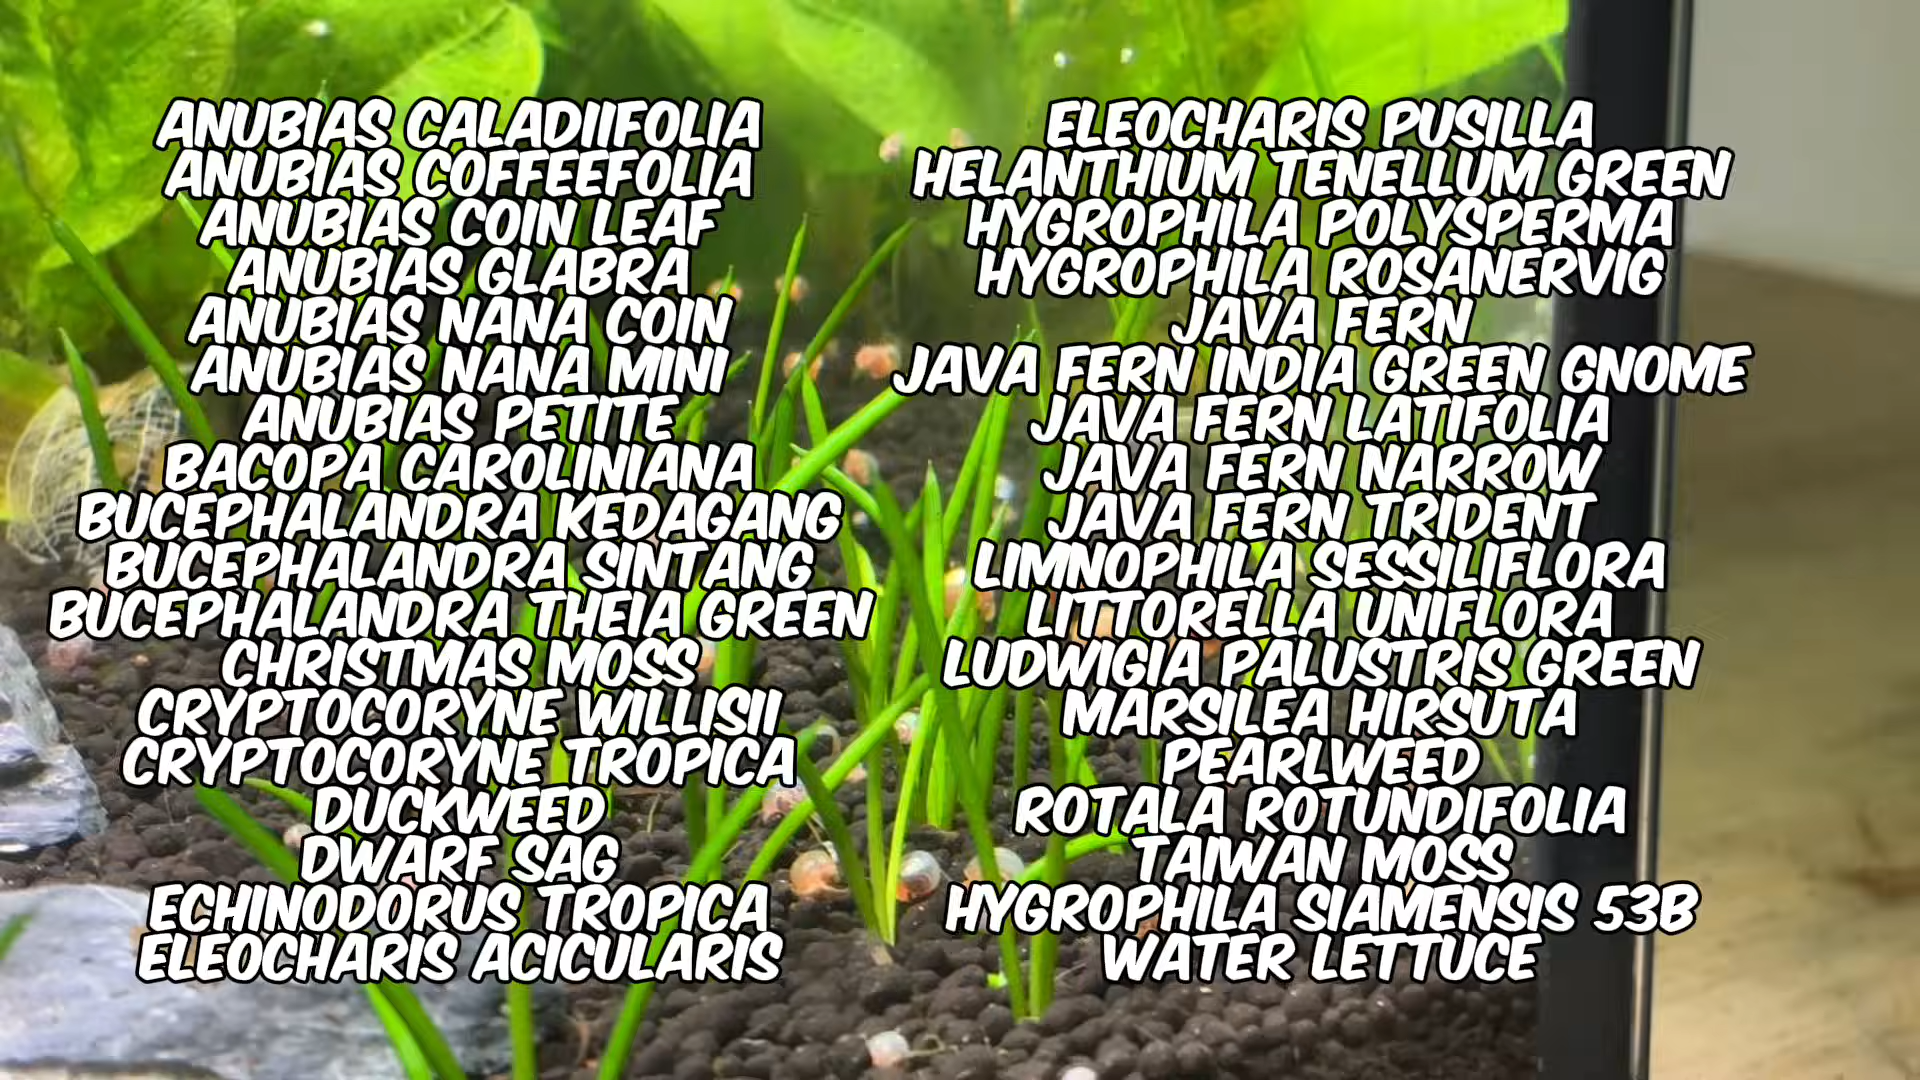 ANUBIAS CALADIIFOLIA
ANUBIAS COFFEEFOLIA
ANUBIAS COIN LEAF
ANUBIAS GLABRA
ANUBIAS NANA COIN
ANUBIAS NANA MINI
ANUBIAS PETITE
BACOPA CAROLINIANA
BUCEPHALANDRA KEDAGANG
BUCEPHALANDRA SINTANG
BUCEPHALANDRA THEIA GREEN
CHRISTMAS MOSS
CRYPTOCORYNE WILLISII
CRYPTOCORYNE TROPICA
DUCKWEED
DWARF SAG
ECHINODORUS TROPICA
ELEOCHARIS ACICULARIS
ELEOCHARIS PUSILLA
HELANTHIUM TENELLUM GREEN
HYGROPHILA POLYSPERMA
HYGROPHILA ROSANERVIG
JAVA FERN
JAVA FERN INDIA GREEN GNOME
JAVA FERN LATIFOLIA
JAVA FERN NARROW
JAVA FERN TRIDENT
LIMNOPHILA SESSILIFLORA
LITTORELLA UNIFLORA
LUDWIGIA PALUSTRIS GREEN
MARSILEA HIRSUTA
PEARLWEED
ROTALA ROTUNDIFOLIA
TAIWAN MOSS
HYGROPHILA SIAMENSIS 53B
WATER LETTUCE